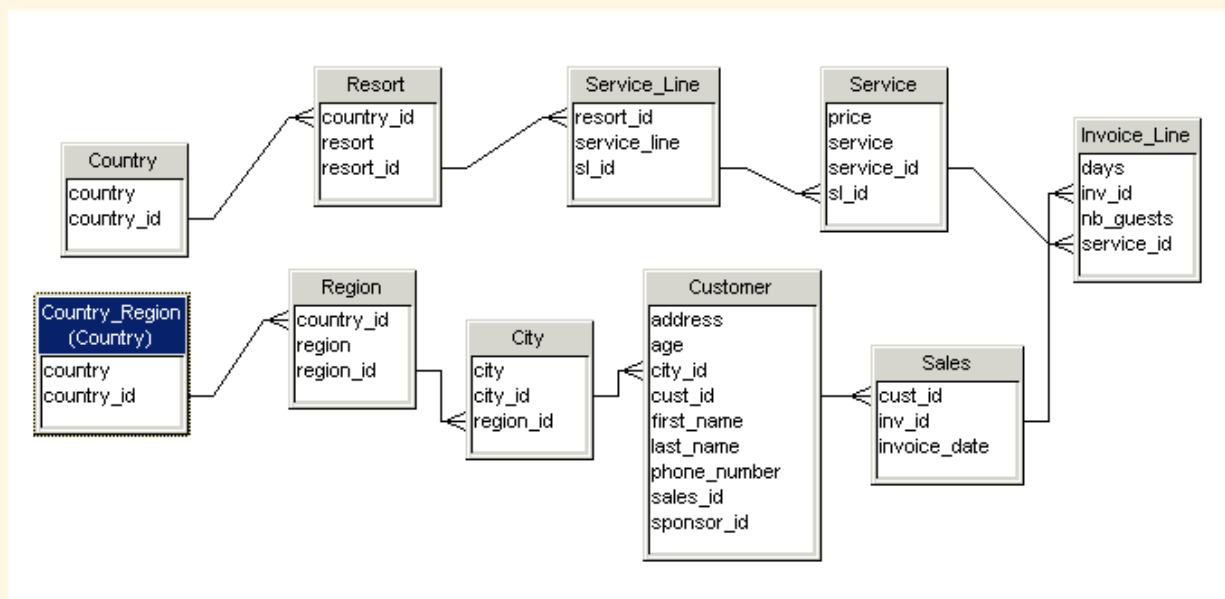 Country
country
country_id
Resort
country_id
resort
resort_id
Service_Line
resort_id
service_line
sl_id
Service
price
service
service_id
sl_id
Invoice_Line
days
inv_id
nb_guests
service_id
Country_Region
(Country)
country
country_id
Region
country_id
region
region_id
City
city
city_id
region_id
Customer
address
age
city_id
cust_id
first_name
last_name
phone_number
sales_id
sponsor_id
Sales
cust_id
inv_id
invoice_date